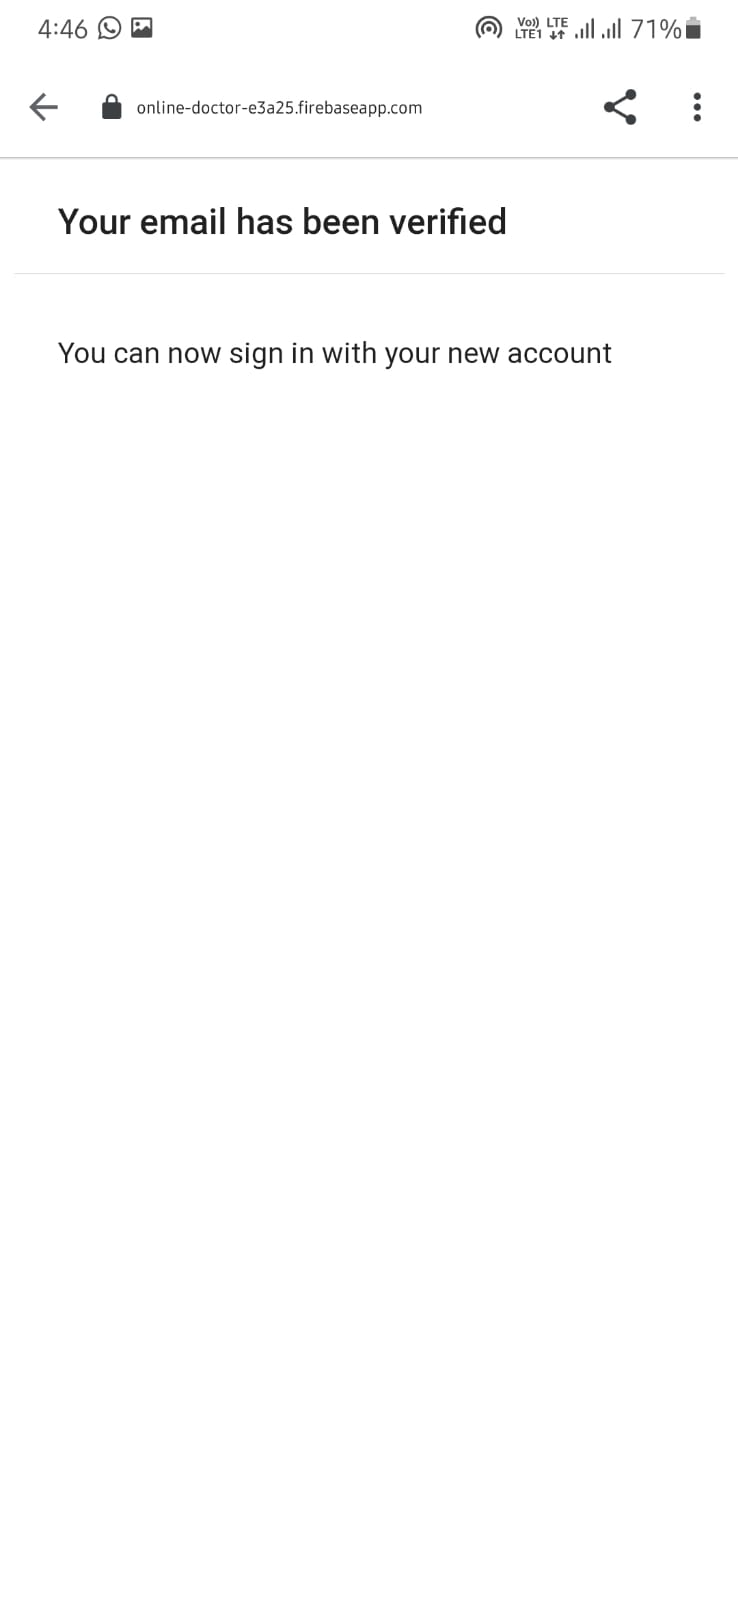 4:46 Vo)) LTE 71%
LTE1
online-doctor-e3a25.firebaseapp.com
Your email has been verified
You can now sign in with your new account